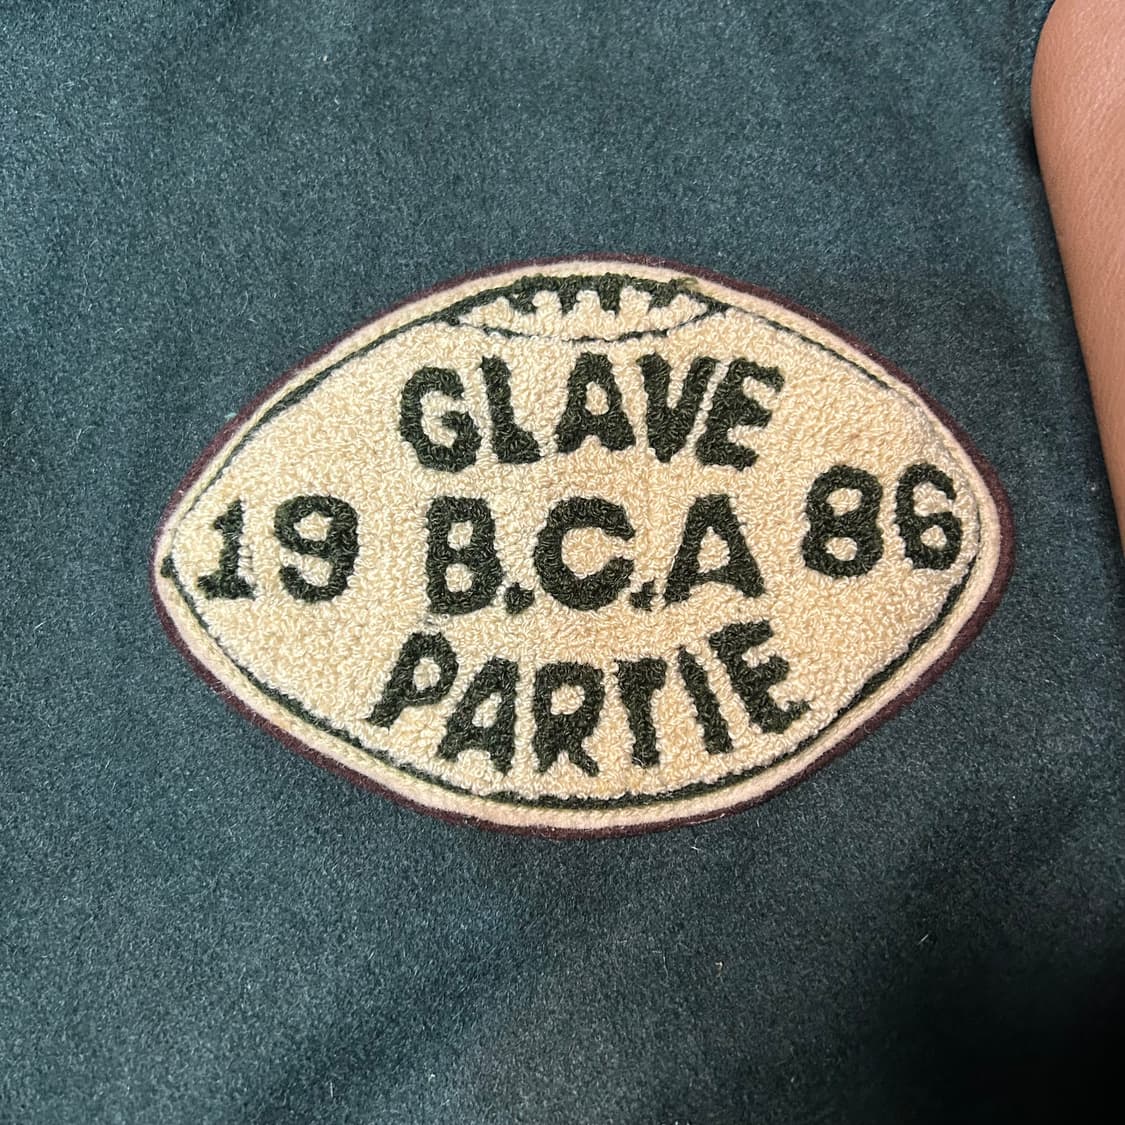 GLAVE
19 B.C.A 86
PARTIE